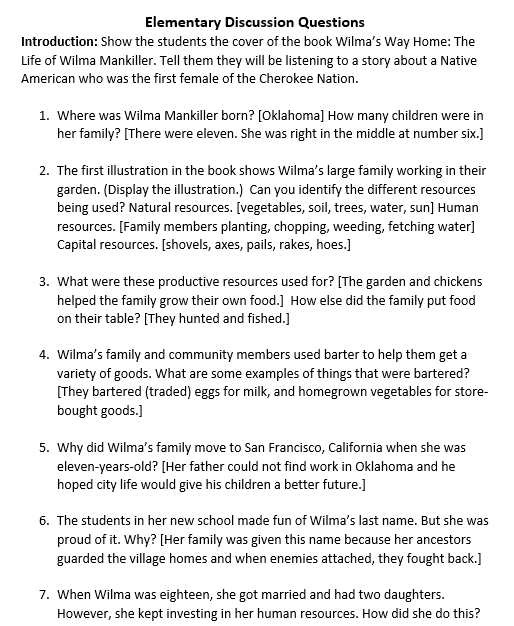 Elementary Discussion Questions
Introduction: Show the students the cover of the book Wilma's Way Home: The
Life of Wilma Mankiller. Tell them they will be listening to a story about a Native
American who was the first female of the Cherokee Nation.
1. Where was Wilma Mankiller born? [Oklahoma] How many children were in
her family? [There were eleven. She was right in the middle at number six.]
2. The first illustration in the book shows Wilma's large family working in their
garden. (Display the illustration.) Can you identify the different resources
being used? Natural resources. [vegetables, soil, trees, water, sun] Human
resources. [Family members planting, chopping, weeding, fetching water]
Capital resources. [shovels, axes, pails, rakes, hoes.]
3. What were these productive resources used for? [The garden and chickens
helped the family grow their own food.] How else did the family put food
on their table? [They hunted and fished.]
4. Wilma's family and community members used barter to help them get a
variety of goods. What are some examples of things that were bartered?
[They bartered (traded) eggs for milk, and homegrown vegetables for store-
bought goods.]
5. Why did Wilma's family move to San Francisco, California when she was
eleven-years-old? [Her father could not find work in Oklahoma and he
hoped city life would give his children a better future.]
6. The students in her new school made fun of Wilma's last name. But she was
proud of it. Why? [Her family was given this name because her ancestors
guarded the village homes and when enemies attached, they fought back.]
7. When Wilma was eighteen, she got married and had two daughters.
However, she kept investing in her human resources. How did she do this?